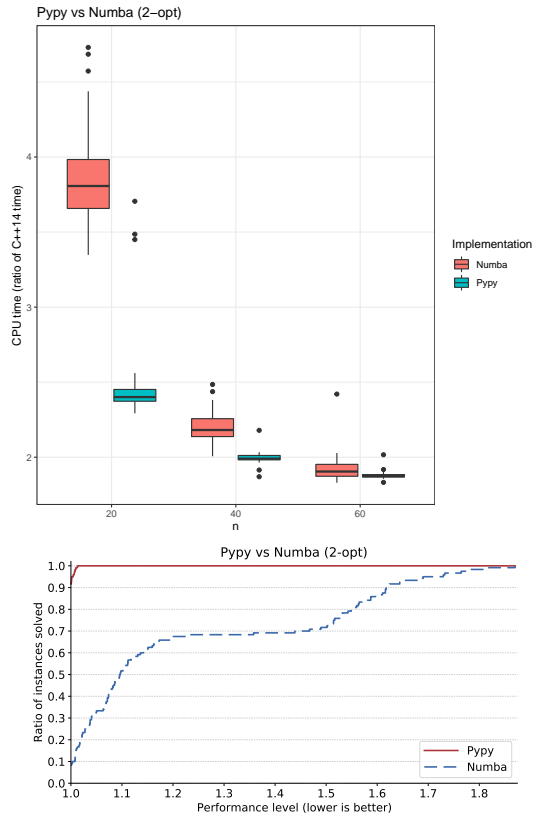 Pypy vs Numba (2−opt)
CPU time (ratio of C++14 time)
4
3
2
20
40
60
n
Implementation
Numba
Pypy
Pypy vs Numba (2-opt)
Ratio of instances solved
1.0
0.9
0.8
0.7
0.6
0.5
0.4
0.3
0.2
0.1
0.0
1.0
1.1
1.2
1.3
1.4
1.5
1.6
1.7
1.8
Performance level (lower is better)
Pypy
Numba